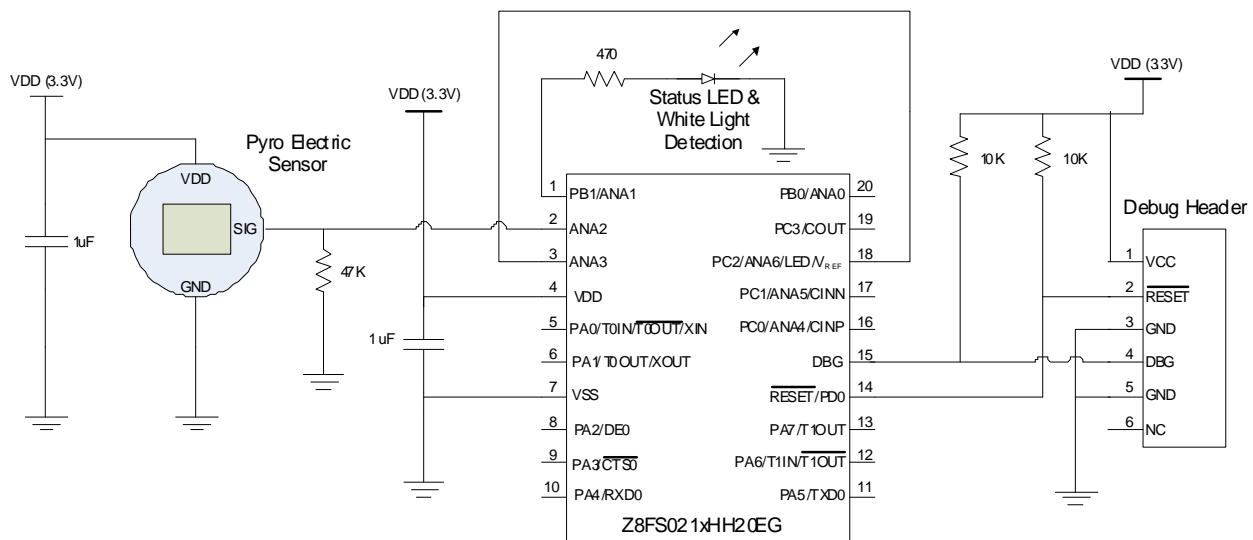 VDD (3.3V)
Pyro Electric
Sensor
VDD
SIG
GND
1uF
47K
VDD (3.3V)
1uF
470
Status LED &
White Light
Detection
1 PB1/ANA1
2 ANA2
3 ANA3
4 VDD
5 PA0/T0IN/T0OUT/XIN
6 PA1/T0OUT/XOUT
7 VSS
8 PA2/DE0
9 PA3/CTS0
10 PA4/RXD0
PB0/ANA0 20
PC3/COUT 19
PC2/ANA6/LED/VREF 18
PC1/ANA5/CINN 17
PC0/ANA4/CINP 16
DBG 15
RESET/PD0 14
PA7/T1OUT 13
PA6/T1IN/T1OUT 12
PA5/TXD0 11
Z8FS021xHH20EG
VDD (3.3V)
10K
10K
Debug Header
1 VCC
2 RESET
3 GND
4 DBG
5 GND
6 NC